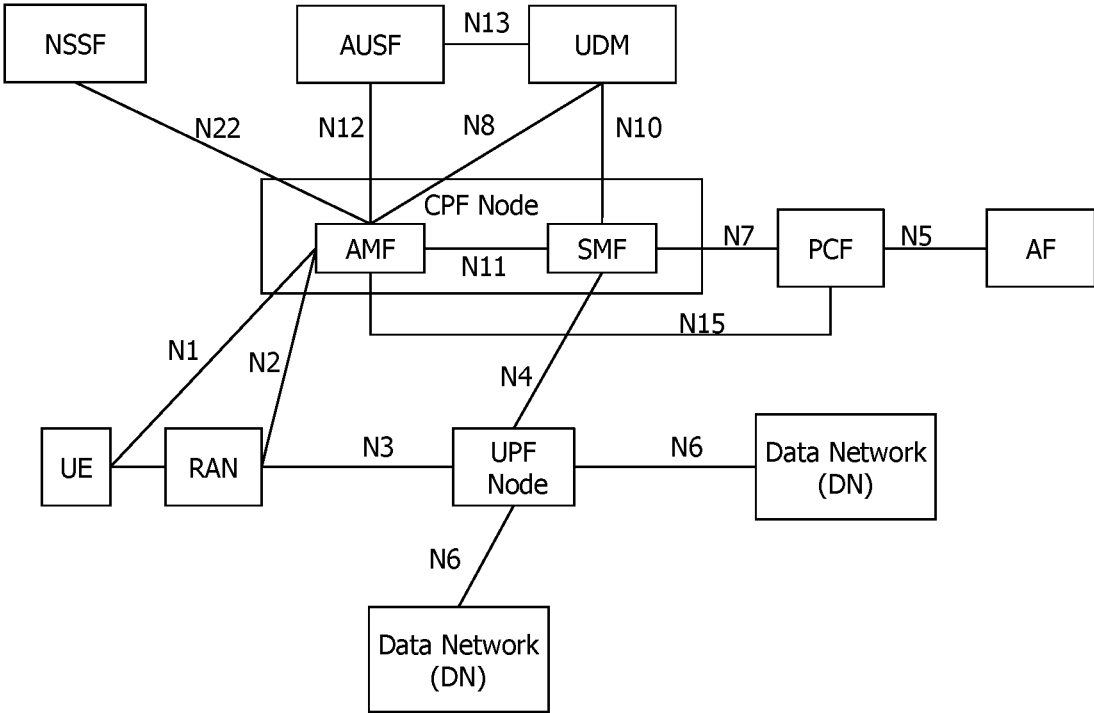 NSSF
AUSF
N13
UDM
N22
N12
N8
N10
CPF Node
AMF
N11
SMF
N7
PCF
N5
AF
N15
N1
N2
N4
UE
RAN
N3
UPF
Node
N6
Data Network
(DN)
N6
Data Network
(DN)